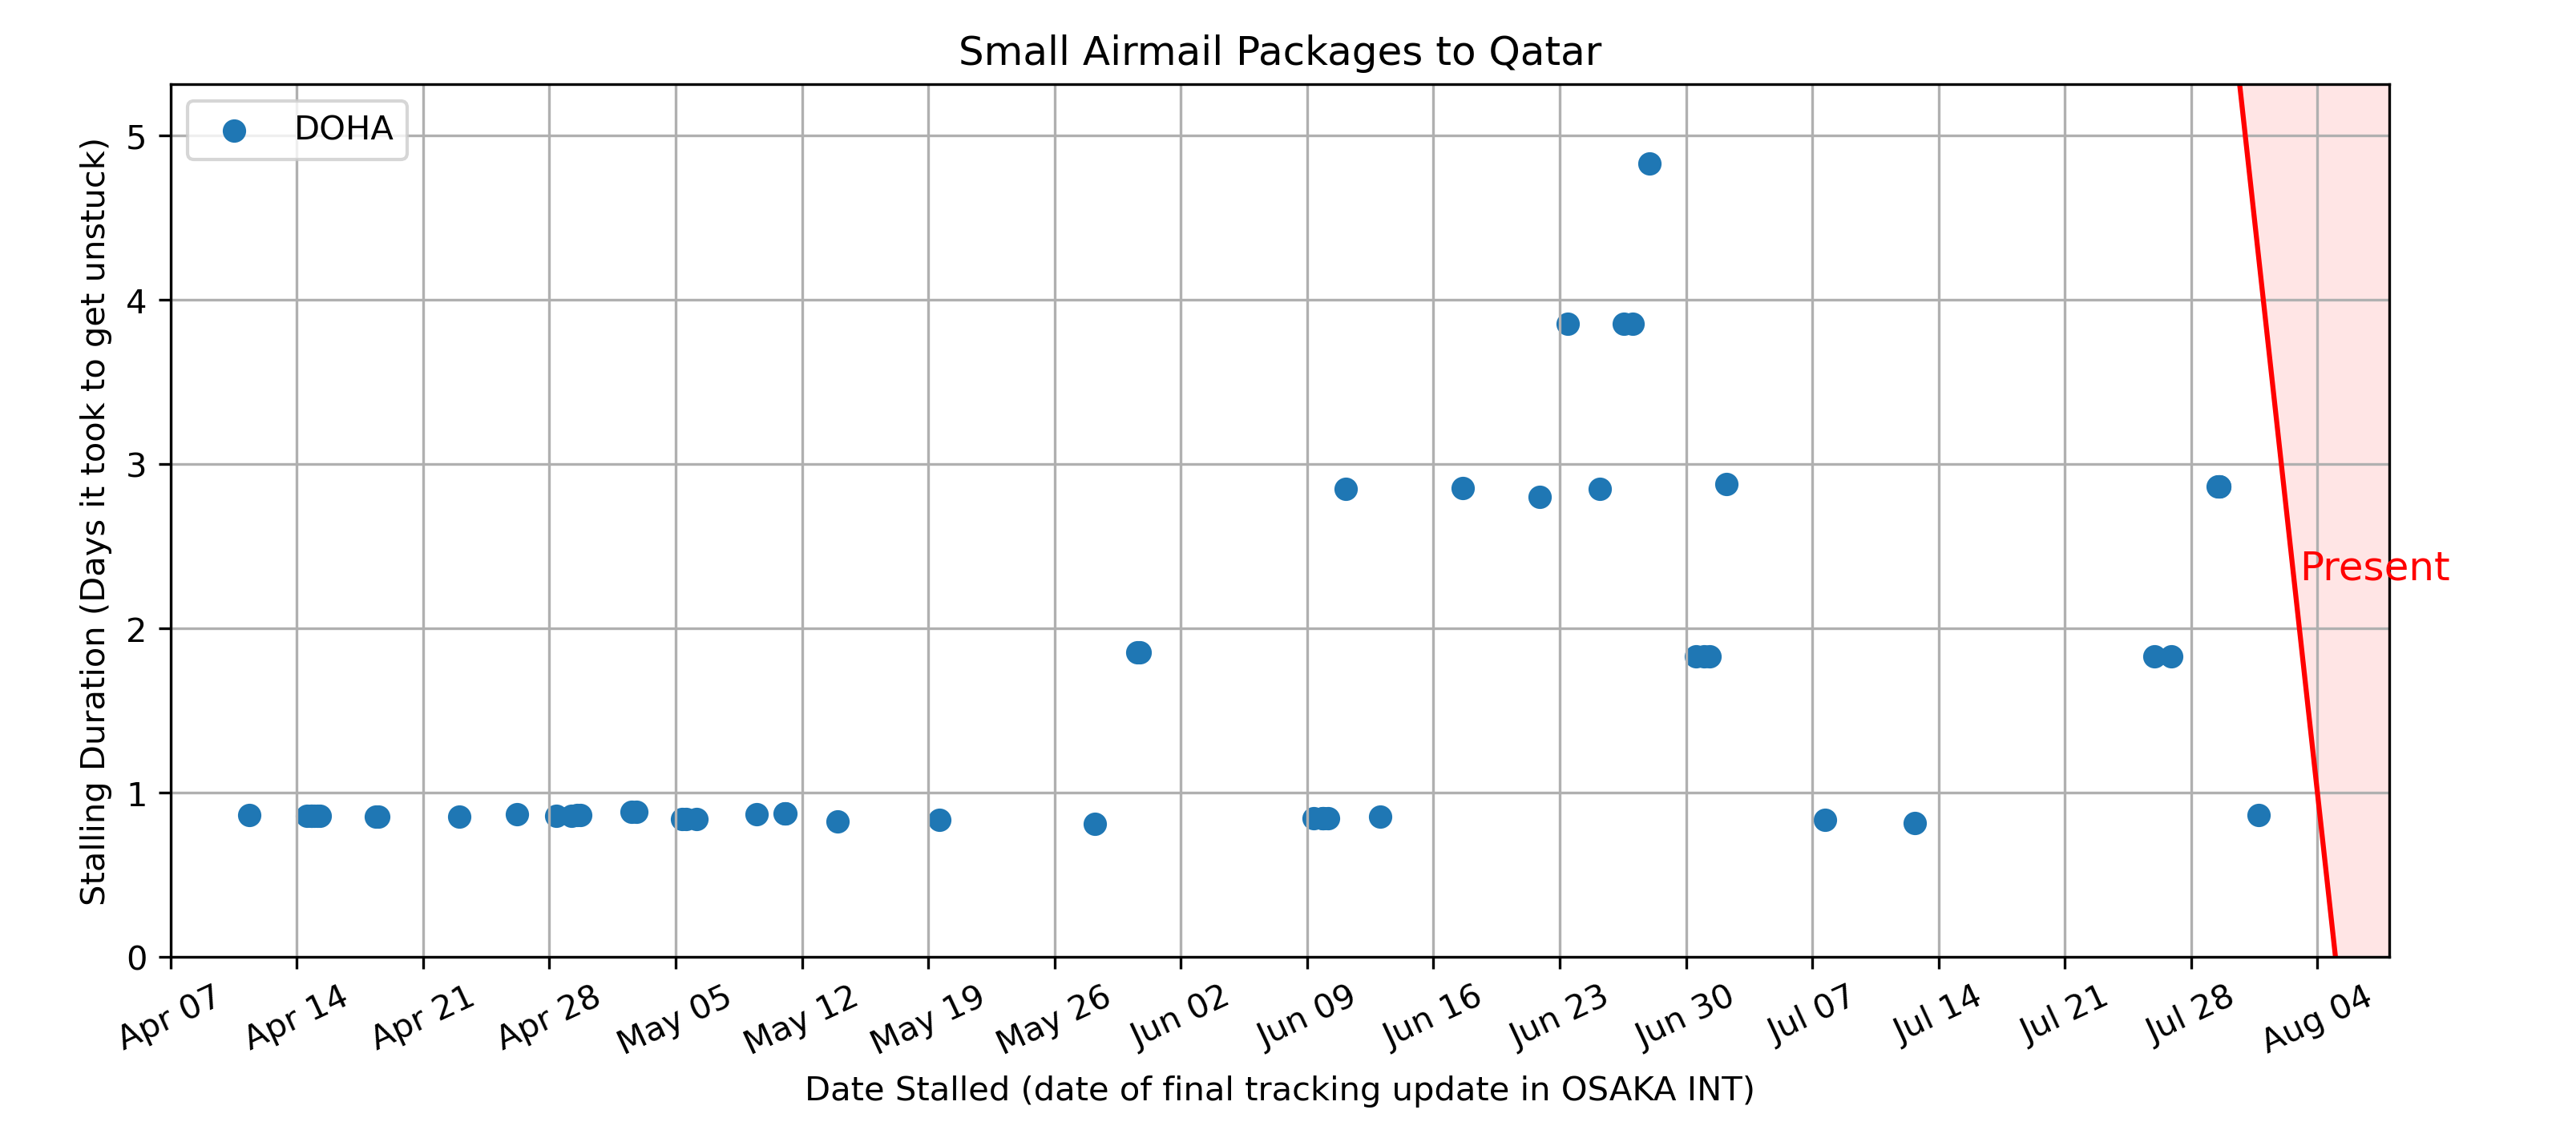 Small Airmail Packages to Qatar
DOHA
Stalling Duration (Days it took to get unstuck)
5
4
3
2
1
0
Present
Apr 07
Apr 14
Apr 21
Apr 28
May 05
May 12
May 19
May 26
Jun 02
Jun 09
Jun 16
Jun 23
Jun 30
Jul 07
Jul 14
Jul 21
Jul 28
Aug 04
Date Stalled (date of final tracking update in OSAKA INT)